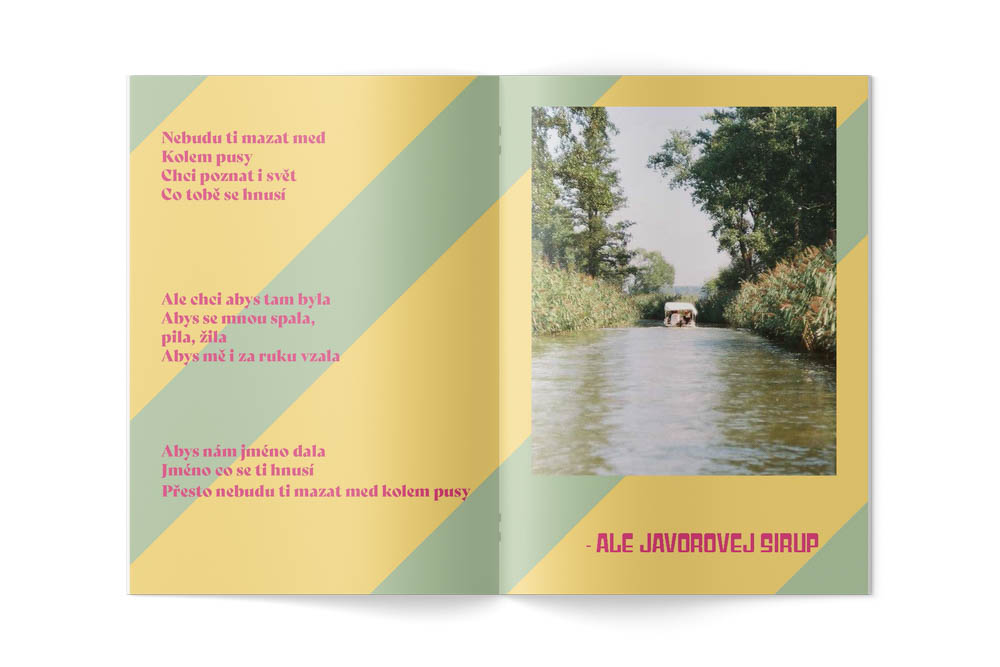 Nebudu ti mazat med
Kolem pusy
Chci poznat i svět
Co tobě se hnusí
Ale chci abys tam byla
Abys se mnou spala,
pila, žila
Abys mě i za ruku vzala
Abys nám jméno dala
Jméno co se ti hnusí
Přesto nebudu ti mazat med kolem pusy
- ALE JAVOROVEJ SIRUP